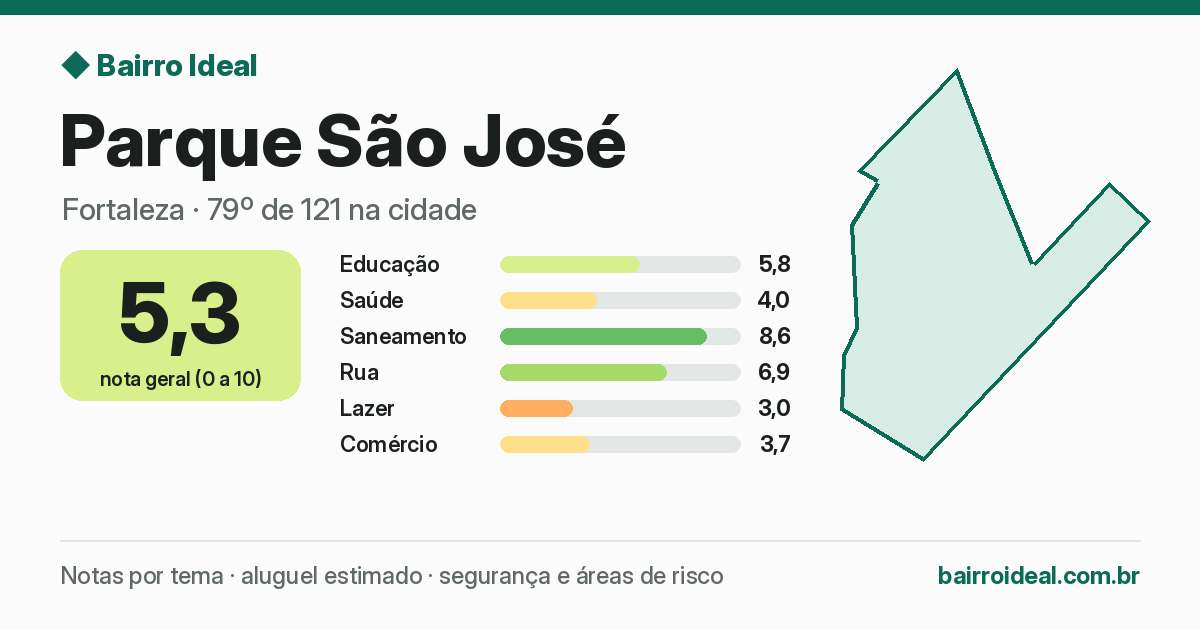 Bairro Ideal
Parque São José
Fortaleza · 79º de 121 na cidade
5,3
nota geral (0 a 10)
Educação 5,8
Saúde 4,0
Saneamento 8,6
Rua 6,9
Lazer 3,0
Comércio 3,7
Notas por tema · aluguel estimado · segurança e áreas de risco
bairroideal.com.br